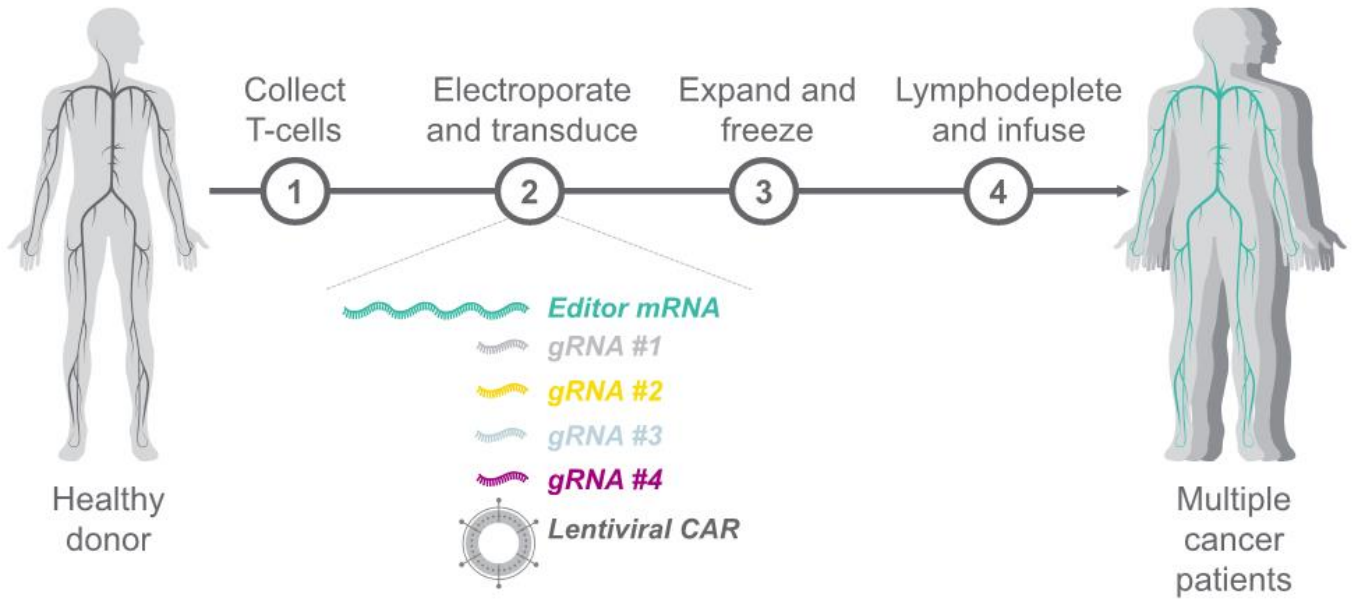 Collect
T-cells
Electroporate
and transduce
Expand and
freeze
Lymphodeplete
and infuse
1
2
3
4
Editor mRNA
gRNA #1
gRNA #2
gRNA #3
gRNA #4
Lentiviral CAR
Healthy
donor
Multiple
cancer
patients